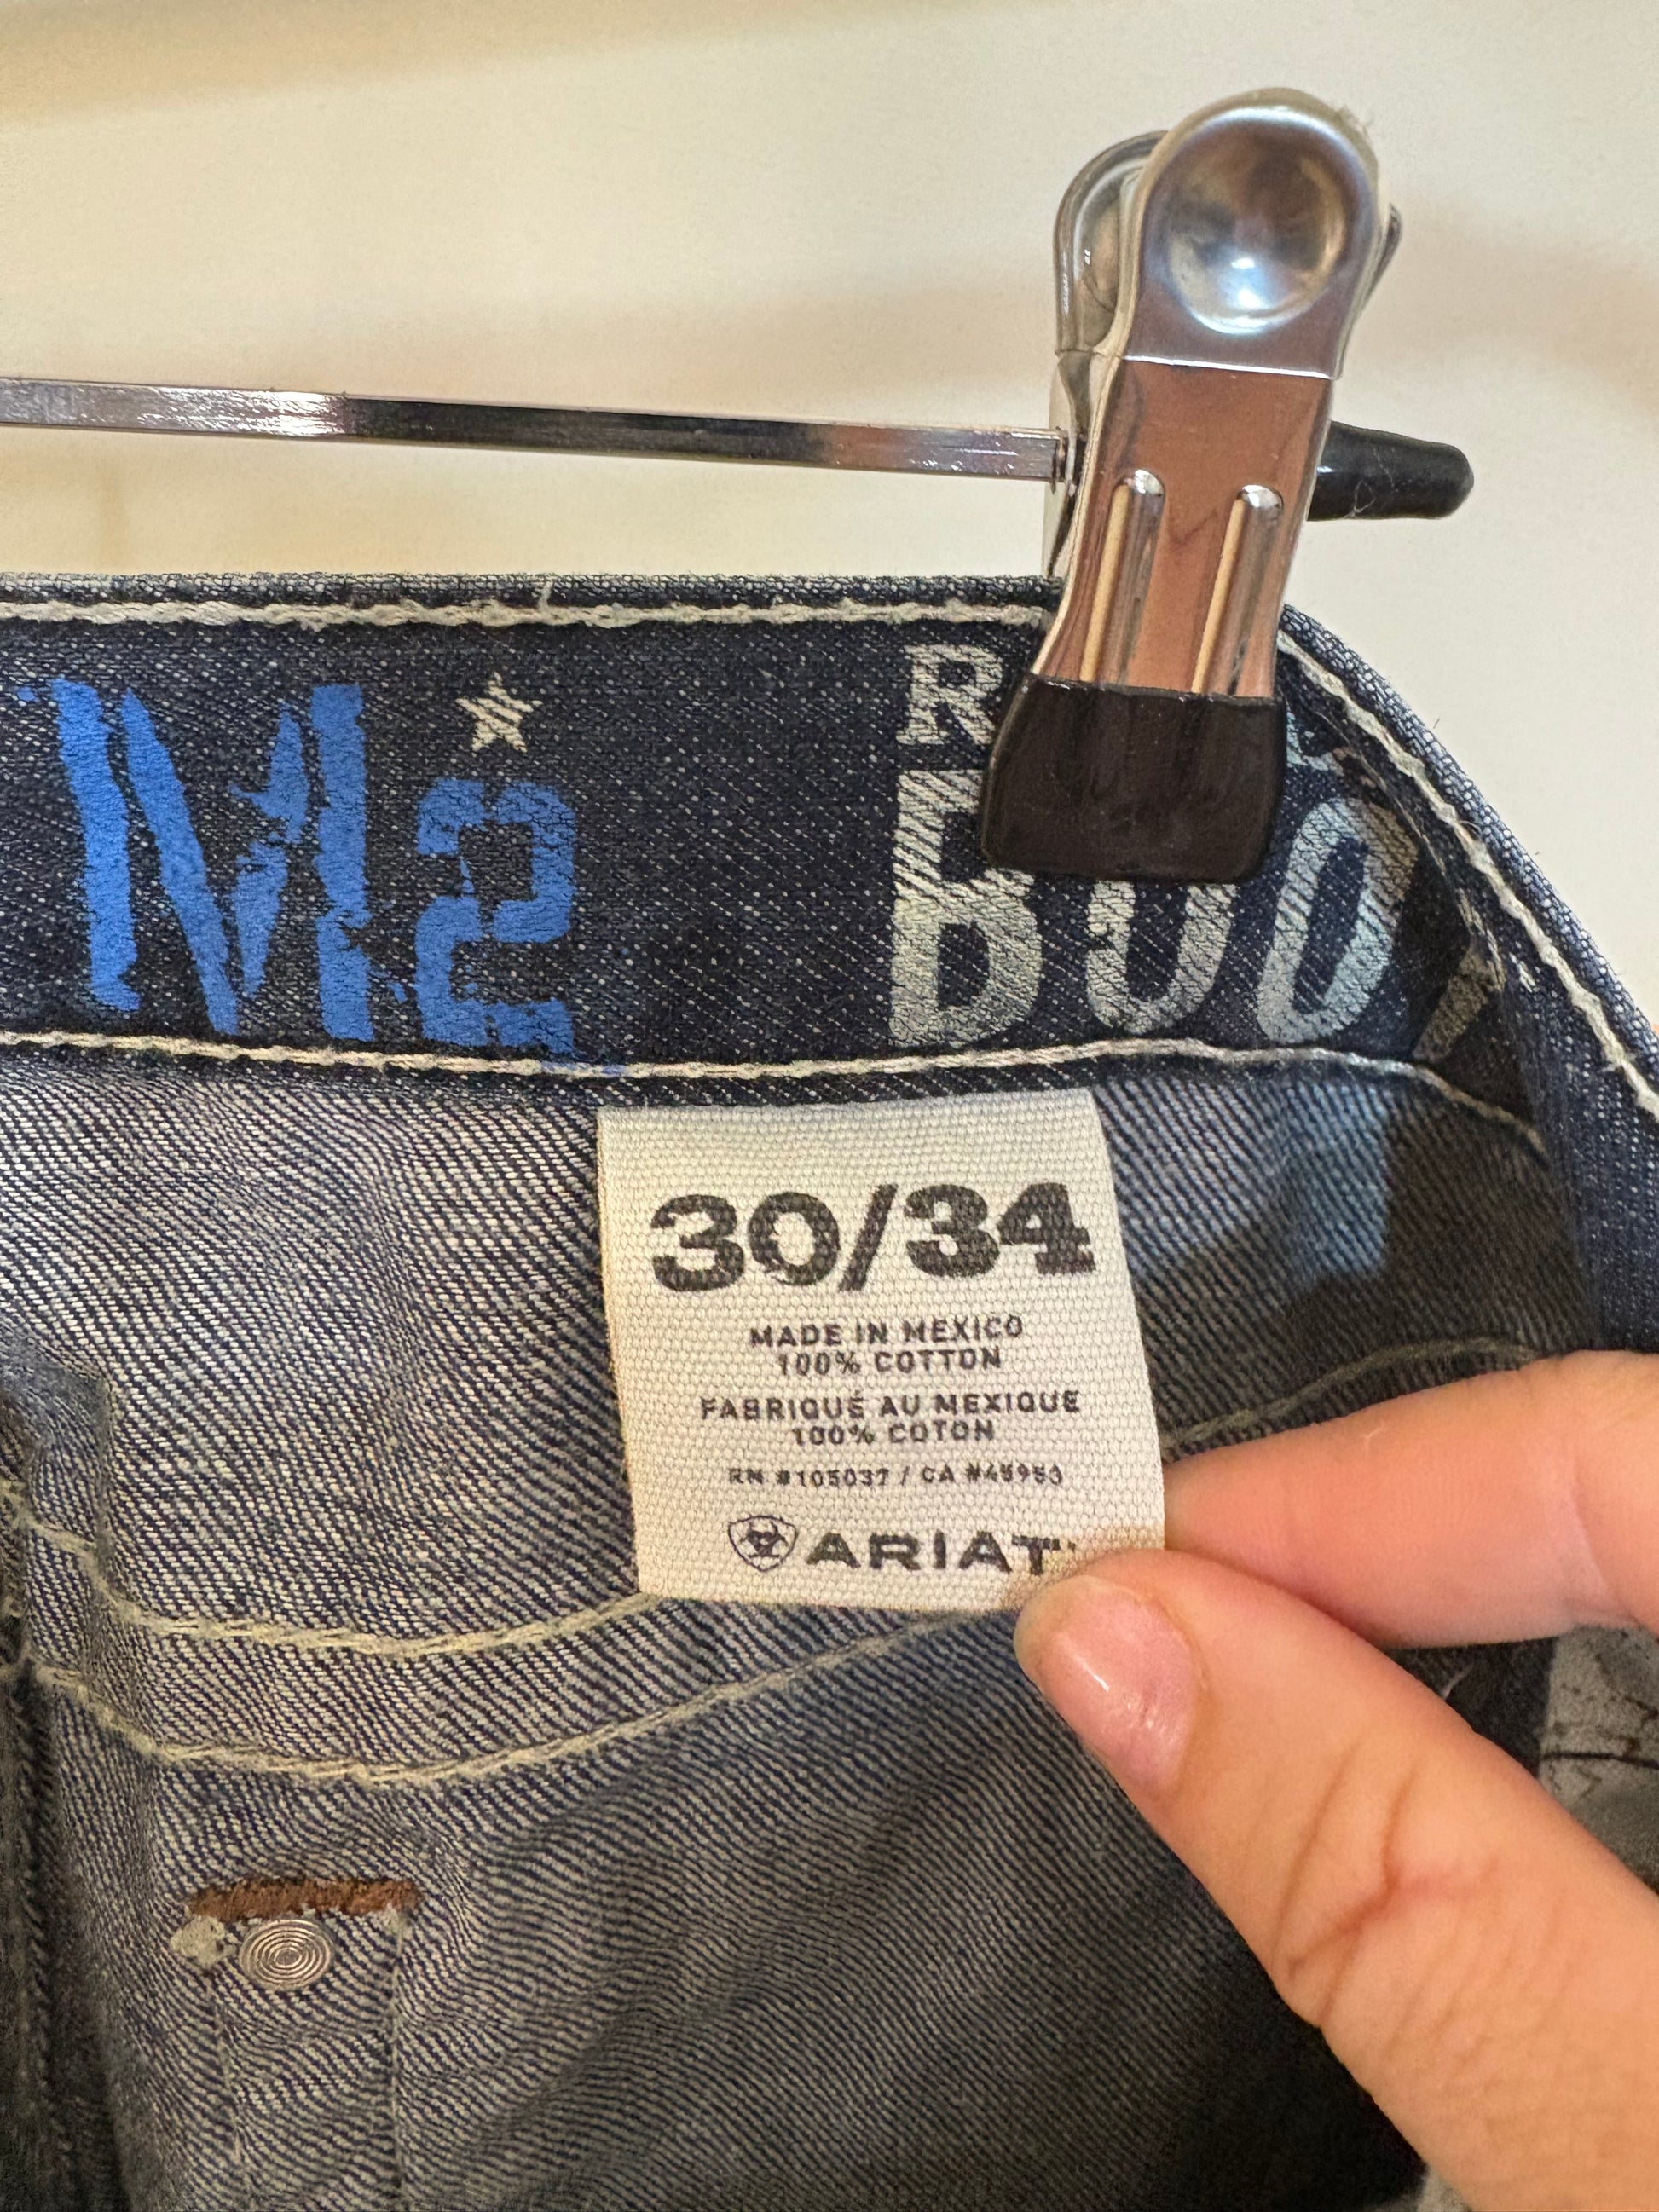 M2
30/34
MADE IN MEXICO
100% COTTON
FABRIQUÉ AU MEXIQUE
100% COTON
RN #105037 / CA #45950
ARIAT